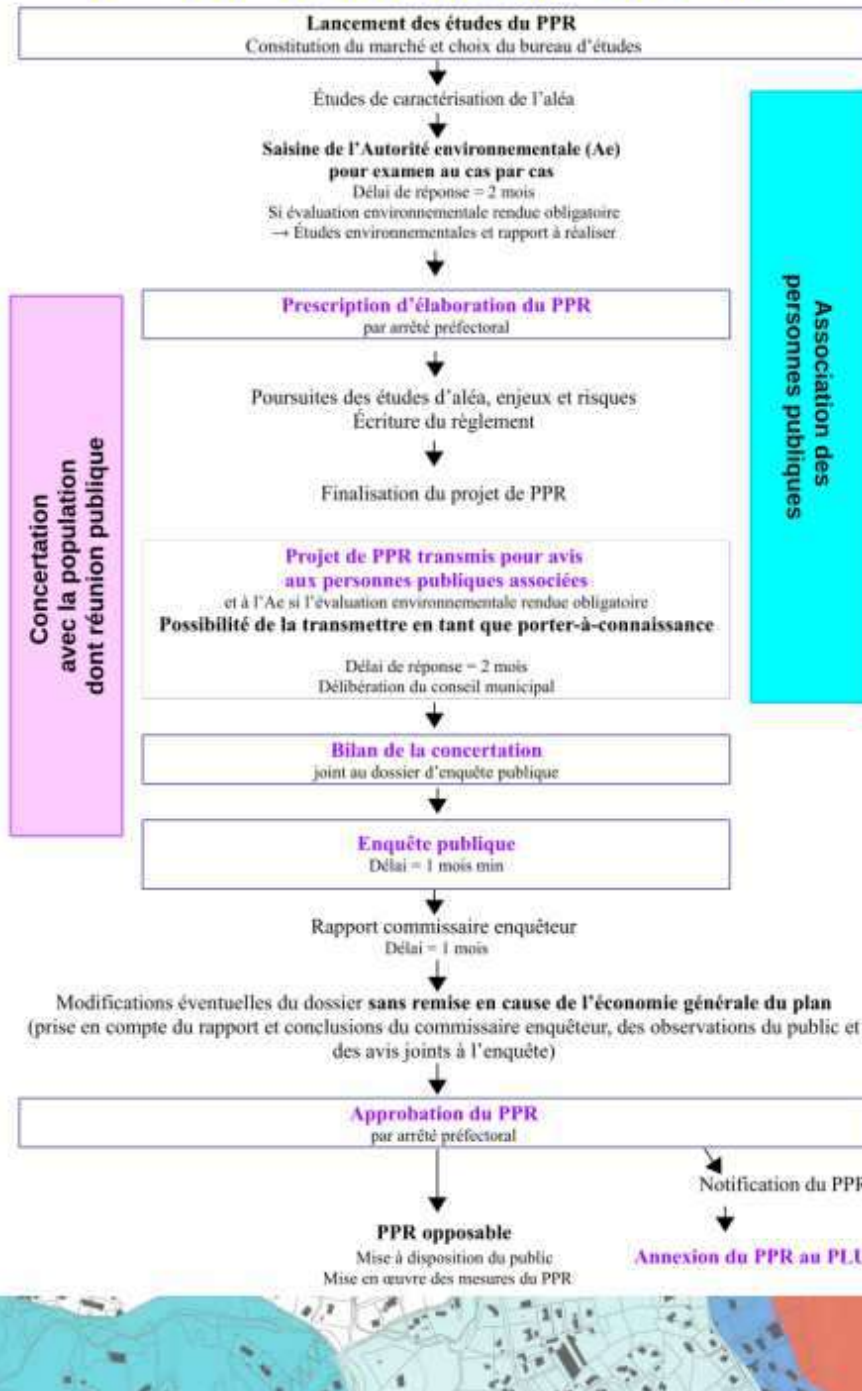 Lancement des études du PPR
Constitution du marché et choix du bureau d'études
Études de caractérisation de l'aléa
Saisine de l'Autorité environnementale (Ae)
pour examen au cas par cas
Délai de réponse = 2 mois
Si évaluation environnementale rendue obligatoire
→ Études environnementales et rapport à réaliser
Association des
personnes publiques
Concertation
avec la population
dont réunion publique
Prescription d'élaboration du PPR
par arrêté préfectoral
Poursuites des études d'aléa, enjeux et risques
Écriture du règlement
Finalisation du projet de PPR
Projet de PPR transmis pour avis
aux personnes publiques associées
et à l'Ae si l'évaluation environnementale rendue obligatoire
Possibilité de la transmettre en tant que porter-à-connaissance
Délai de réponse = 2 mois
Délibération du conseil municipal
Bilan de la concertation
joint au dossier d'enquête publique
Enquête publique
Délai = 1 mois min
Rapport commissaire enquêteur
Délai = 1 mois
Modifications éventuelles du dossier sans remise en cause de l'économie générale du plan
(prise en compte du rapport et conclusions du commissaire enquêteur, des observations du public et
des avis joints à l'enquête)
Approbation du PPR
par arrêté préfectoral
Notification du PPR
PPR opposable
Mise à disposition du public
Mise en œuvre des mesures du PPR
Annexion du PPR au PLU